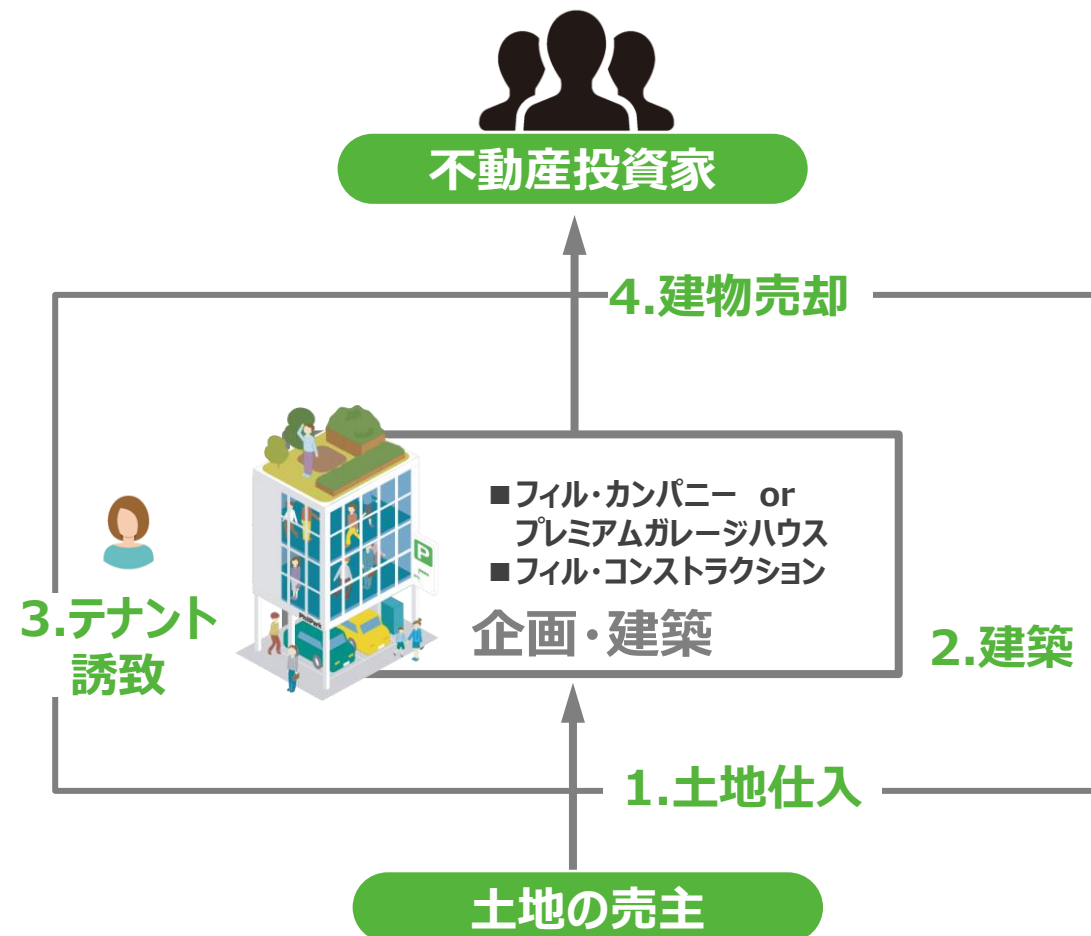 不動産投資家
4.建物売却
■フィル・カンパニー or
プレミアムガレージハウス
■フィル・コンストラクション
企画・建築
P
PhilPark
3.テナント
誘致
2.建築
1.土地仕入
土地の売主